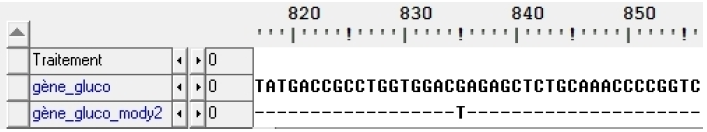 820 830 840 850
Traitement 0
gène_gluco 0 TATGACCGCCTGGTGGACGAGAGCTCTGCAAACCCCGGTC
gène_gluco_mody2 0 ------------------T---------------------